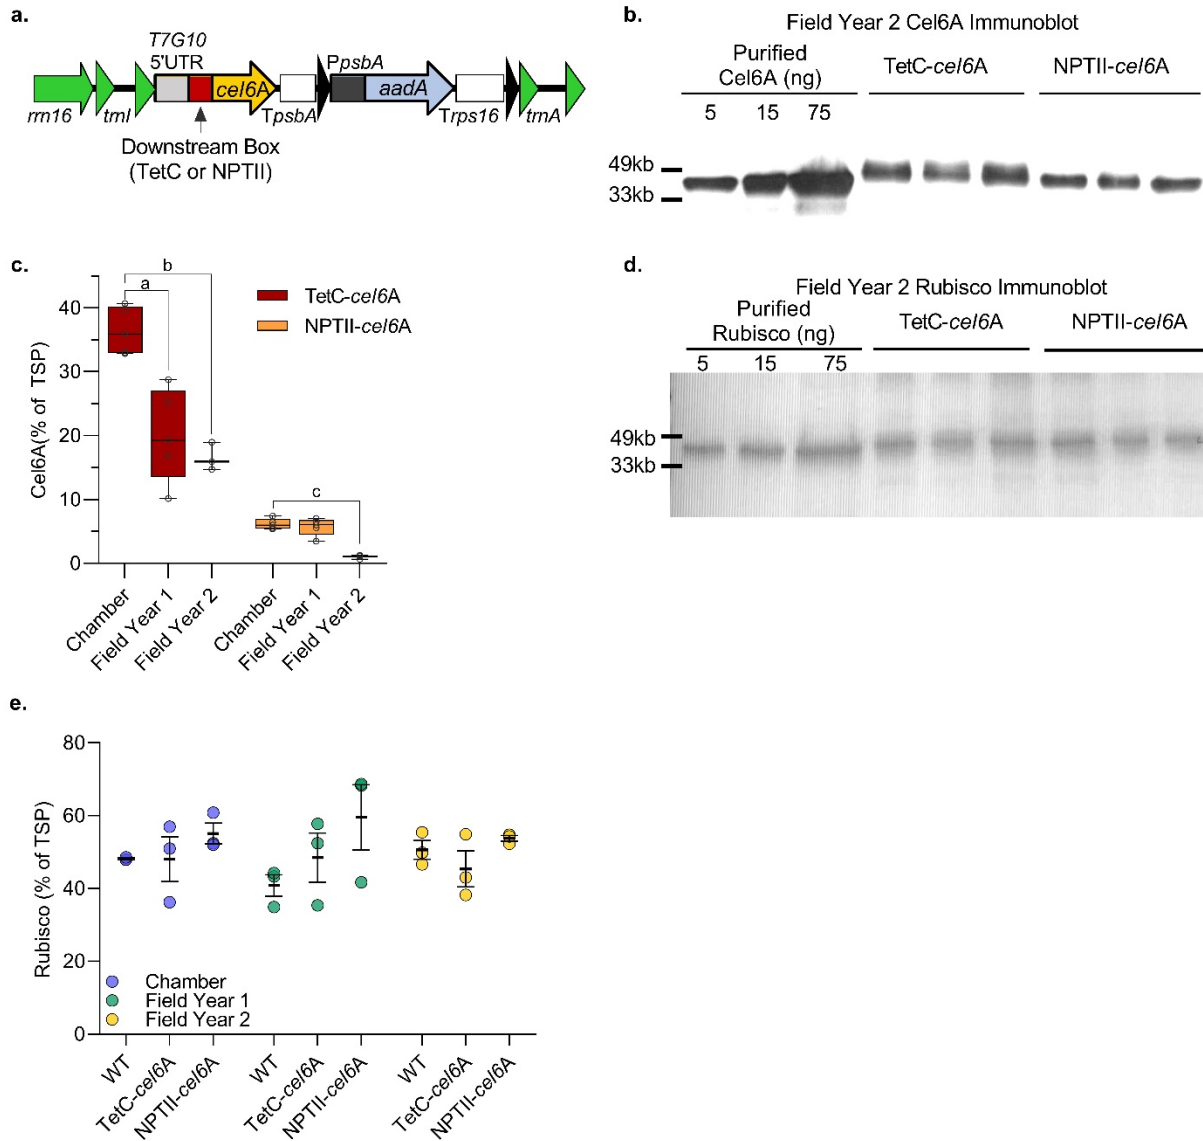 a.
T7G10
5'UTR
PpsbA
cel6A
aadA
rrn16
trnI
TpsbA
Trps16
trnA
Downstream Box
(TetC or NPTII)
b.
Field Year 2 Cel6A Immunoblot
Purified
Cel6A (ng)
TetC-cel6A
NPTII-cel6A
5 15 75
49kb
33kb
c.
b
a
TetC-cel6A
NPTII-cel6A
c
Cel6A(% of TSP)
40
30
20
10
0
Chamber
Field Year 1
Field Year 2
Chamber
Field Year 1
Field Year 2
d.
Field Year 2 Rubisco Immunoblot
Purified
Rubisco (ng)
TetC-cel6A
NPTII-cel6A
5 15 75
49kb
33kb
e.
Rubisco (% of TSP)
80
60
40
20
0
Chamber
Field Year 1
Field Year 2
WT
TetC-cel6A
NPTII-cel6A
WT
TetC-cel6A
NPTII-cel6A
WT
TetC-cel6A
NPTII-cel6A